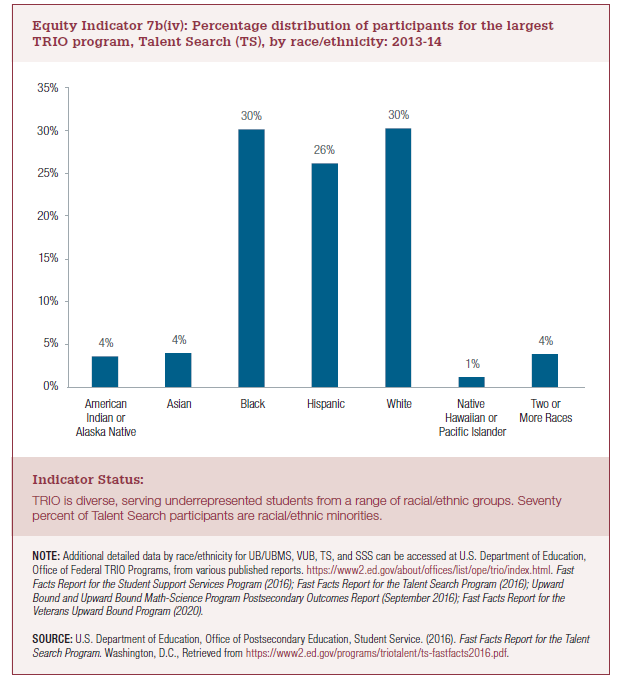 Equity Indicator 7b(iv): Percentage distribution of participants for the largest
TRIO program, Talent Search (TS), by race/ethnicity: 2013-14
35%
30%
25%
20%
15%
10%
5%
0%
4%
4%
30%
26%
30%
1%
4%
American
Indian or
Alaska Native
Asian
Black
Hispanic
White
Native
Hawaiian or
Pacific Islander
Two or
More Races
Indicator Status:
TRIO is diverse, serving underrepresented students from a range of racial/ethnic groups. Seventy
percent of Talent Search participants are racial/ethnic minorities.
NOTE: Additional detailed data by race/ethnicity for UB/UBMS, VUB, TS, and SSS can be accessed at U.S. Department of Education,
Office of Federal TRIO Programs, from various published reports. https://www2.ed.gov/about/offices/list/ope/trio/index.html. Fast
Facts Report for the Student Support Services Program (2016); Fast Facts Report for the Talent Search Program (2016); Upward
Bound and Upward Bound Math-Science Program Postsecondary Outcomes Report (September 2016); Fast Facts Report for the
Veterans Upward Bound Program (2020).
SOURCE: U.S. Department of Education, Office of Postsecondary Education, Student Service. (2016). Fast Facts Report for the Talent
Search Program. Washington, D.C., Retrieved from https://www2.ed.gov/programs/triotalent/ts-fastfacts2016.pdf.